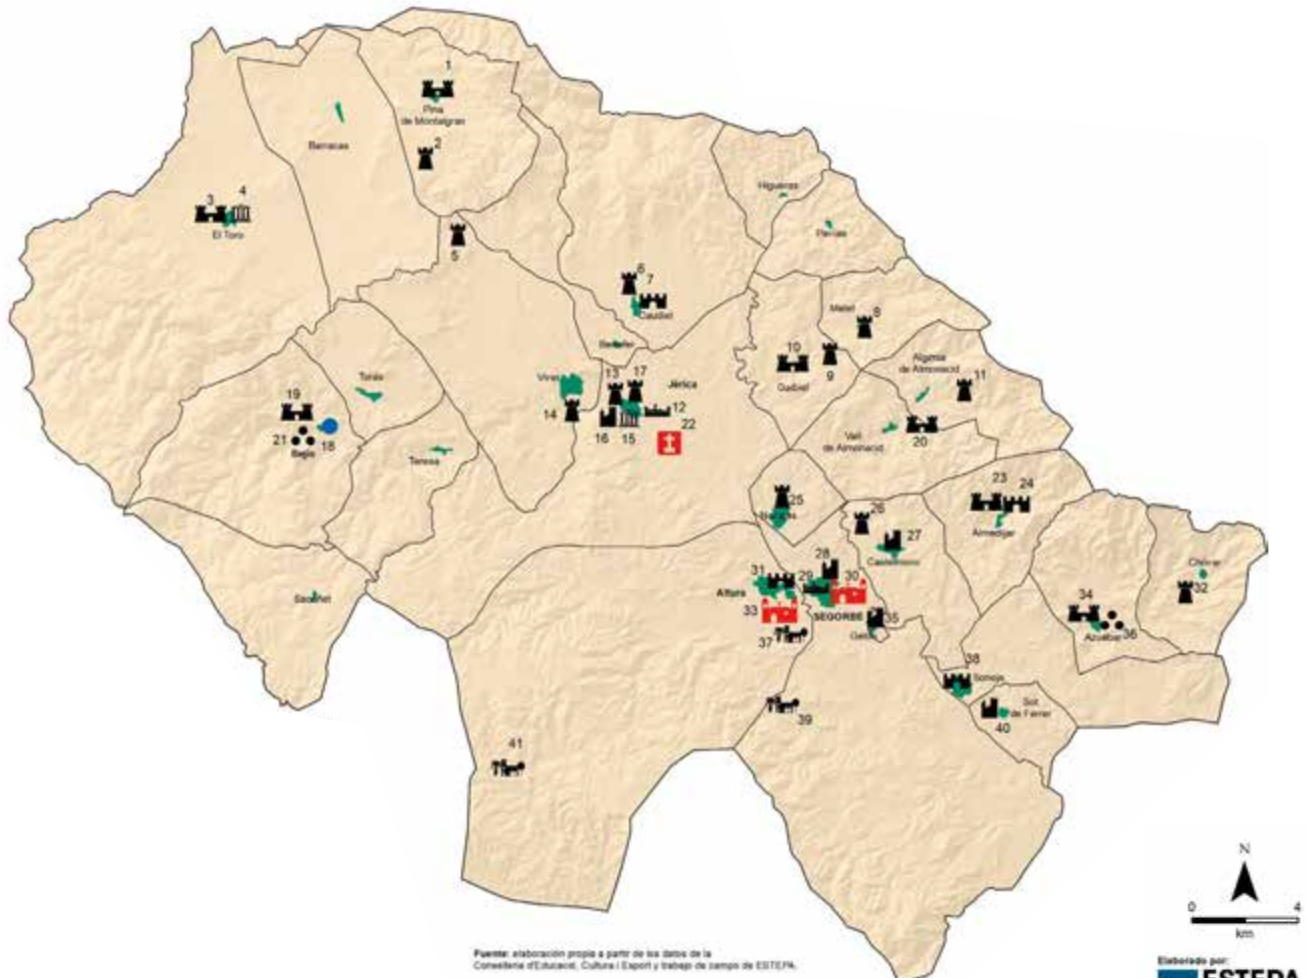 1
Pina
de Montalgrao
Barracas
2
3
4
El Toro
5
Higueras
Pavías
6
7
Caudiel
Matet
8
Benafer
10
9
Gaibiel
Algimia
de Almonacid
11
Torás
Viver
13
17
Jérica
12
14
16
15
22
19
21
18
Bejís
Teresa
Vall
de Almonacid
20
23
24
Almedíjar
25
Navajas
26
27
Castellnovo
28
31
29
30
Altura
33
SEGORBE
35
Geldo
37
Chóvar
32
34
Azuébar
36
Sacañet
38
Soneja
39
Sot
de Ferrer
40
41
N
0
4
km
Fuente: elaboración propia a partir de los datos de la
Conselleria d'Educació, Cultura i Esport y trabajo de campo de ESTEPA.
Elaborado por:
ESTEPA